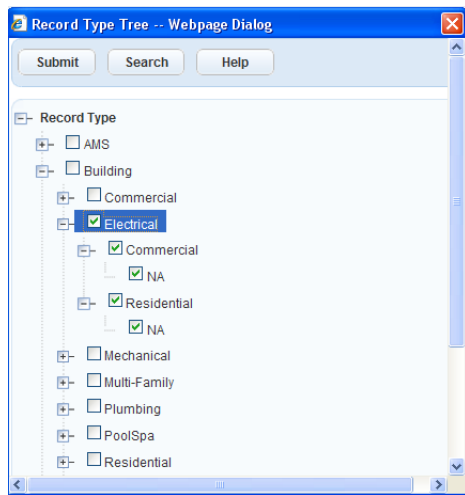 Record Type Tree -- Webpage Dialog
Submit Search Help
Record Type
AMS
Building
Commercial
Electrical
Commercial
NA
Residential
NA
Mechanical
Multi-Family
Plumbing
PoolSpa
Residential